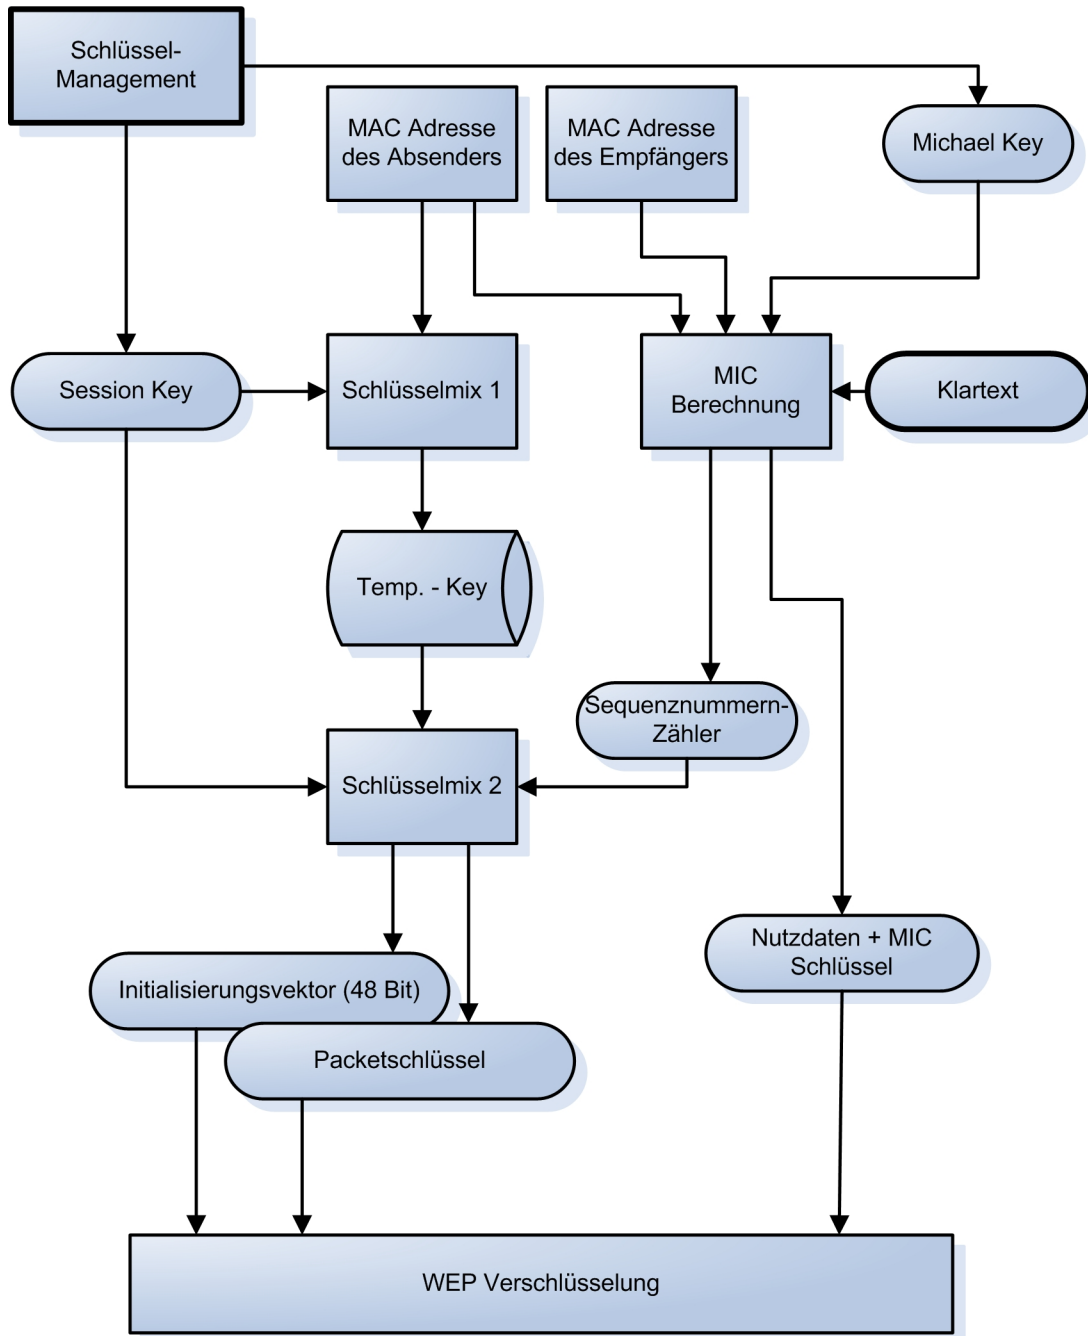 Schlüssel-
Management
MAC Adresse
des Absenders
MAC Adresse
des Empfängers
Michael Key
Session Key
Schlüsselmix 1
MIC
Berechnung
Klartext
Temp. - Key
Sequenznummern-
Zähler
Schlüsselmix 2
Nutzdaten + MIC
Schlüssel
Initialisierungsvektor (48 Bit)
Packetschlüssel
WEP Verschlüsselung